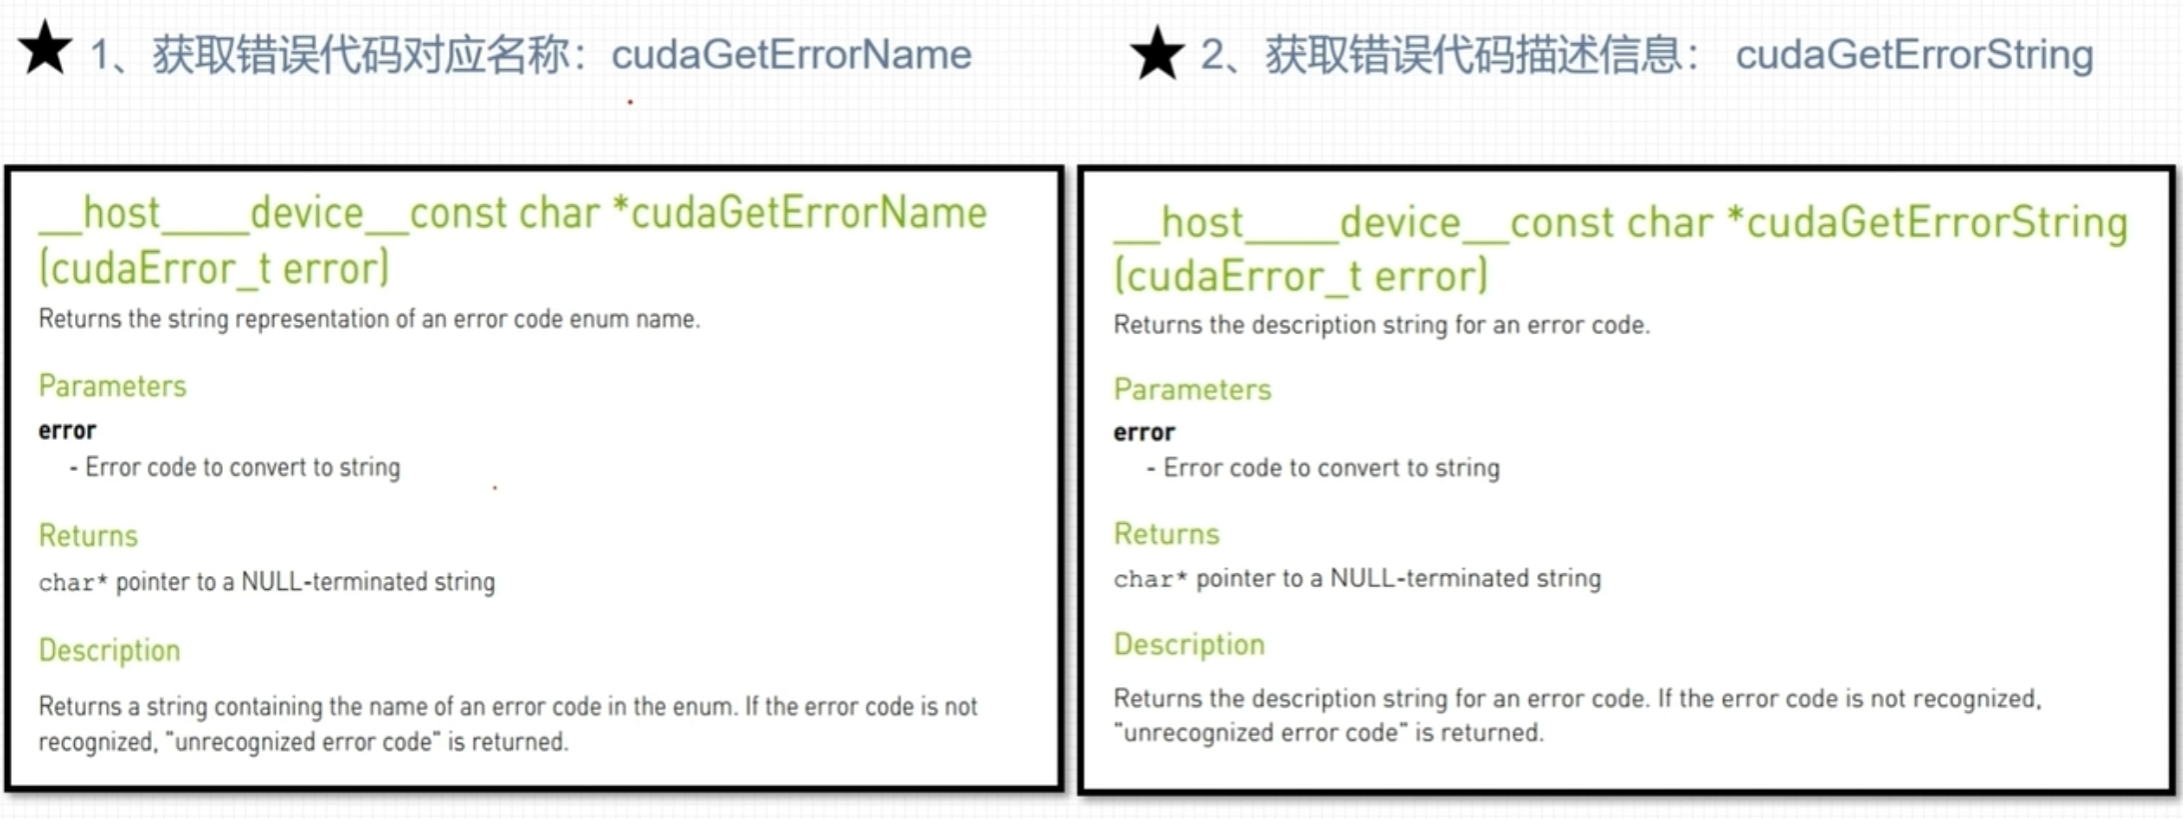 ★ 1、获取错误代码对应名称：cudaGetErrorName
★ 2、获取错误代码描述信息： cudaGetErrorString
__host____device__const char *cudaGetErrorName
(cudaError_t error)
Returns the string representation of an error code enum name.
Parameters
error
- Error code to convert to string
Returns
char* pointer to a NULL-terminated string
Description
Returns a string containing the name of an error code in the enum. If the error code is not
recognized, "unrecognized error code" is returned.
__host____device__const char *cudaGetErrorString
(cudaError_t error)
Returns the description string for an error code.
Parameters
error
- Error code to convert to string
Returns
char* pointer to a NULL-terminated string
Description
Returns the description string for an error code. If the error code is not recognized,
"unrecognized error code" is returned.